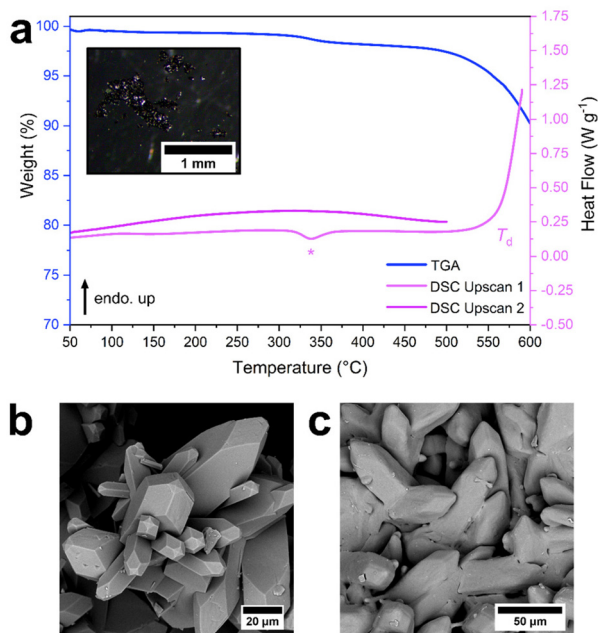 a
100
95
90
85
80
75
70
Weight (%)
1 mm
endo. up
*
T_d
TGA
DSC Upscan 1
DSC Upscan 2
1.75
1.50
1.25
1.00
0.75
0.50
0.25
0.00
-0.25
-0.50
Heat Flow (W g⁻¹)
50 100 150 200 250 300 350 400 450 500 550 600
Temperature (°C)
b
20 µm
c
50 µm